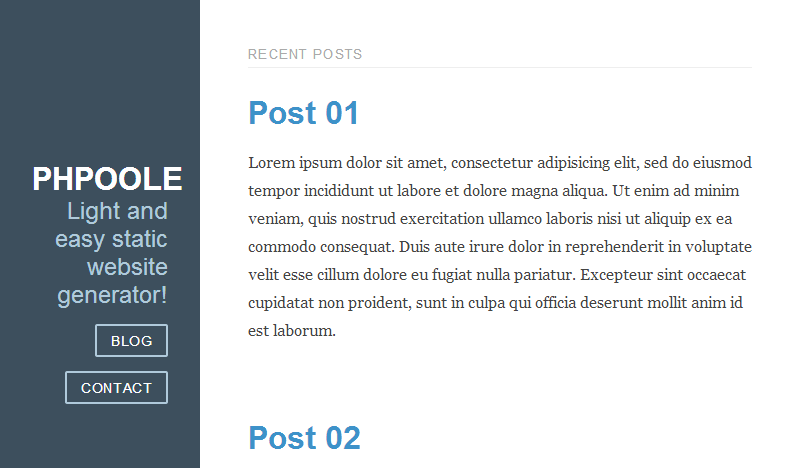 PHPOOLE
Light and
easy static
website
generator!
BLOG
CONTACT
RECENT POSTS
Post 01
Lorem ipsum dolor sit amet, consectetur adipisicing elit, sed do eiusmod
tempor incididunt ut labore et dolore magna aliqua. Ut enim ad minim
veniam, quis nostrud exercitation ullamco laboris nisi ut aliquip ex ea
commodo consequat. Duis aute irure dolor in reprehenderit in voluptate
velit esse cillum dolore eu fugiat nulla pariatur. Excepteur sint occaecat
cupidatat non proident, sunt in culpa qui officia deserunt mollit anim id
est laborum.
Post 02